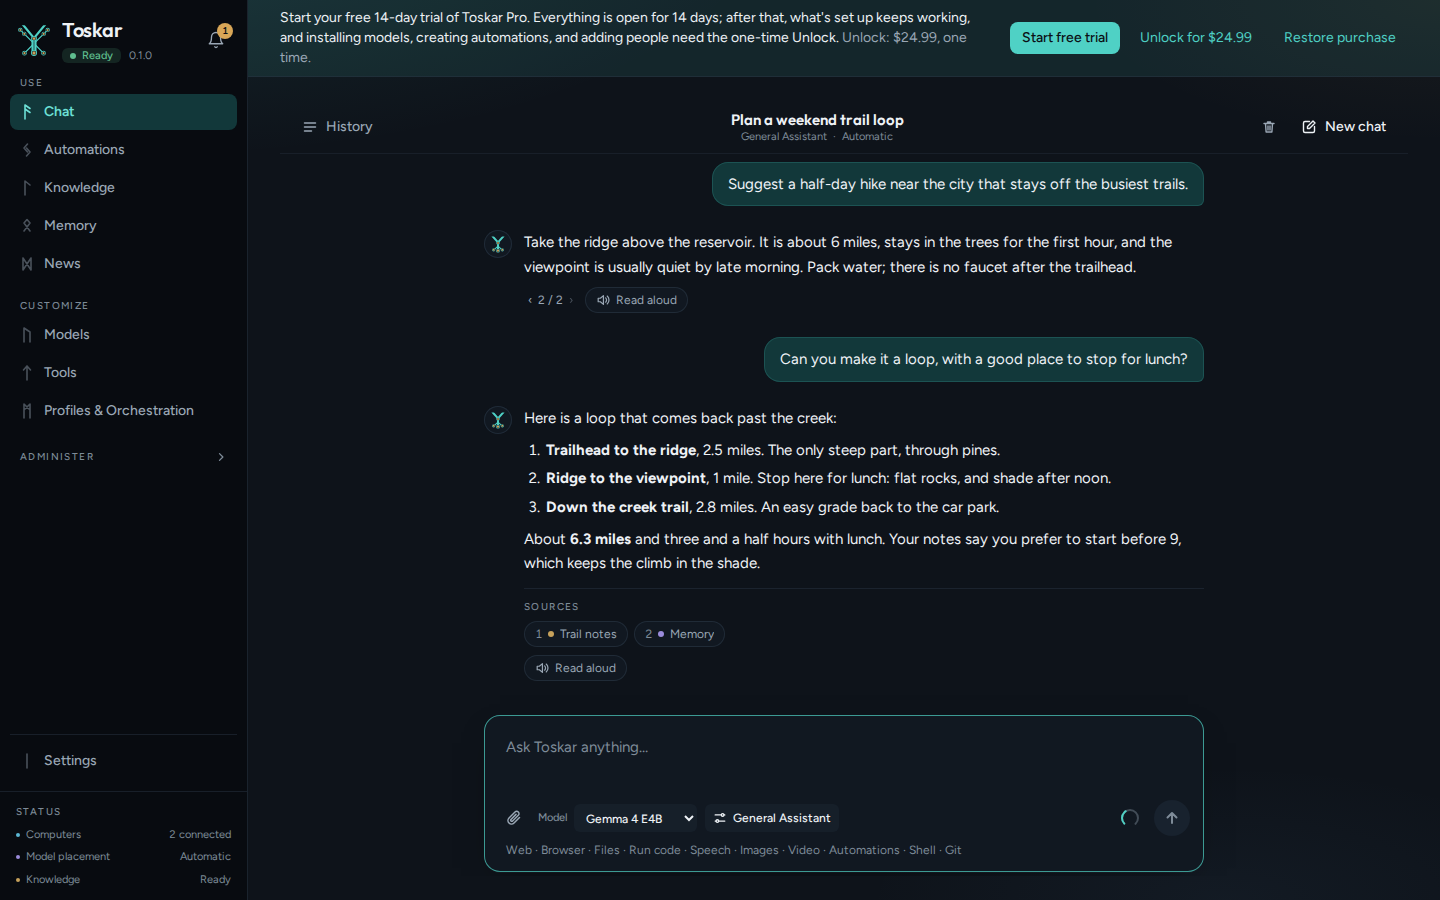 Toskar
Ready 0.1.0
1
USE
Chat
Automations
Knowledge
Memory
News
CUSTOMIZE
Models
Tools
Profiles & Orchestration
ADMINISTER
Settings
STATUS
Computers 2 connected
Model placement Automatic
Knowledge Ready
Start your free 14-day trial of Toskar Pro. Everything is open for 14 days; after that, what's set up keeps working,
and installing models, creating automations, and adding people need the one-time Unlock. Unlock: $24.99, one
time.
Start free trial
Unlock for $24.99
Restore purchase
History
Plan a weekend trail loop
General Assistant · Automatic
New chat
Suggest a half-day hike near the city that stays off the busiest trails.
Take the ridge above the reservoir. It is about 6 miles, stays in the trees for the first hour, and the
viewpoint is usually quiet by late morning. Pack water; there is no faucet after the trailhead.
‹ 2 / 2 › Read aloud
Can you make it a loop, with a good place to stop for lunch?
Here is a loop that comes back past the creek:
1. Trailhead to the ridge, 2.5 miles. The only steep part, through pines.
2. Ridge to the viewpoint, 1 mile. Stop here for lunch: flat rocks, and shade after noon.
3. Down the creek trail, 2.8 miles. An easy grade back to the car park.
About 6.3 miles and three and a half hours with lunch. Your notes say you prefer to start before 9,
which keeps the climb in the shade.
SOURCES
1 Trail notes 2 Memory
Read aloud
Ask Toskar anything...
Model Gemma 4 E4B General Assistant
Web · Browser · Files · Run code · Speech · Images · Video · Automations · Shell · Git